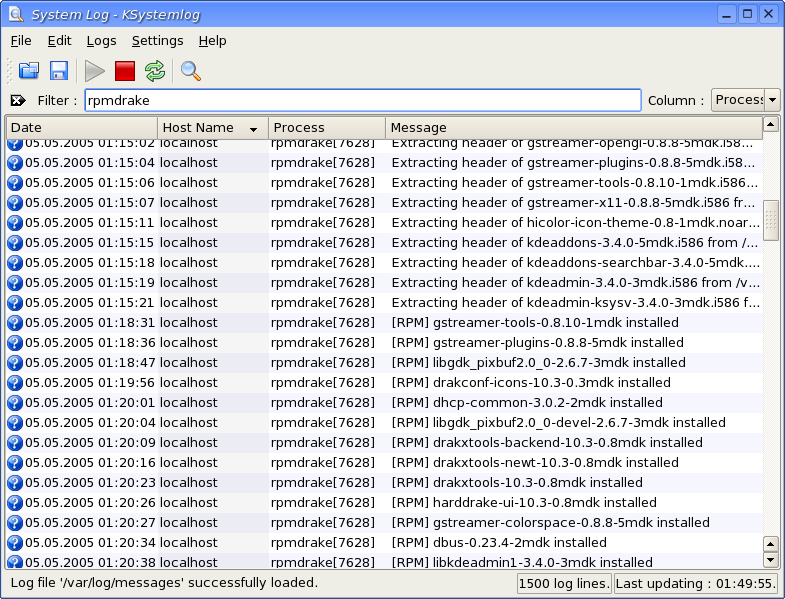 System Log - KSystemlog
File Edit Logs Settings Help
Filter : rpmdrake Column : Process
Date Host Name Process Message
05.05.2005 01:15:02 localhost rpmdrake[7628] Extracting header of gstreamer-opengl-0.8.8-5mdk.i58...
05.05.2005 01:15:04 localhost rpmdrake[7628] Extracting header of gstreamer-plugins-0.8.8-5mdk.i58...
05.05.2005 01:15:06 localhost rpmdrake[7628] Extracting header of gstreamer-tools-0.8.10-1mdk.i586...
05.05.2005 01:15:07 localhost rpmdrake[7628] Extracting header of gstreamer-x11-0.8.8-5mdk.i586 fr...
05.05.2005 01:15:11 localhost rpmdrake[7628] Extracting header of hicolor-icon-theme-0.8-1mdk.noar...
05.05.2005 01:15:15 localhost rpmdrake[7628] Extracting header of kdeaddons-3.4.0-5mdk.i586 from /...
05.05.2005 01:15:18 localhost rpmdrake[7628] Extracting header of kdeaddons-searchbar-3.4.0-5mdk....
05.05.2005 01:15:19 localhost rpmdrake[7628] Extracting header of kdeadmin-3.4.0-3mdk.i586 from /v...
05.05.2005 01:15:21 localhost rpmdrake[7628] Extracting header of kdeadmin-ksysv-3.4.0-3mdk.i586 f...
05.05.2005 01:18:31 localhost rpmdrake[7628] [RPM] gstreamer-tools-0.8.10-1mdk installed
05.05.2005 01:18:36 localhost rpmdrake[7628] [RPM] gstreamer-plugins-0.8.8-5mdk installed
05.05.2005 01:18:47 localhost rpmdrake[7628] [RPM] libgdk_pixbuf2.0_0-2.6.7-3mdk installed
05.05.2005 01:19:56 localhost rpmdrake[7628] [RPM] drakconf-icons-10.3-0.3mdk installed
05.05.2005 01:20:01 localhost rpmdrake[7628] [RPM] dhcp-common-3.0.2-2mdk installed
05.05.2005 01:20:04 localhost rpmdrake[7628] [RPM] libgdk_pixbuf2.0_0-devel-2.6.7-3mdk installed
05.05.2005 01:20:09 localhost rpmdrake[7628] [RPM] drakxtools-backend-10.3-0.8mdk installed
05.05.2005 01:20:16 localhost rpmdrake[7628] [RPM] drakxtools-newt-10.3-0.8mdk installed
05.05.2005 01:20:23 localhost rpmdrake[7628] [RPM] drakxtools-10.3-0.8mdk installed
05.05.2005 01:20:26 localhost rpmdrake[7628] [RPM] harddrake-ui-10.3-0.8mdk installed
05.05.2005 01:20:27 localhost rpmdrake[7628] [RPM] gstreamer-colorspace-0.8.8-5mdk installed
05.05.2005 01:20:34 localhost rpmdrake[7628] [RPM] dbus-0.23.4-2mdk installed
05.05.2005 01:20:38 localhost rpmdrake[7628] [RPM] libkdeadmin1-3.4.0-3mdk installed
Log file '/var/log/messages' successfully loaded. 1500 log lines. Last updating : 01:49:55.